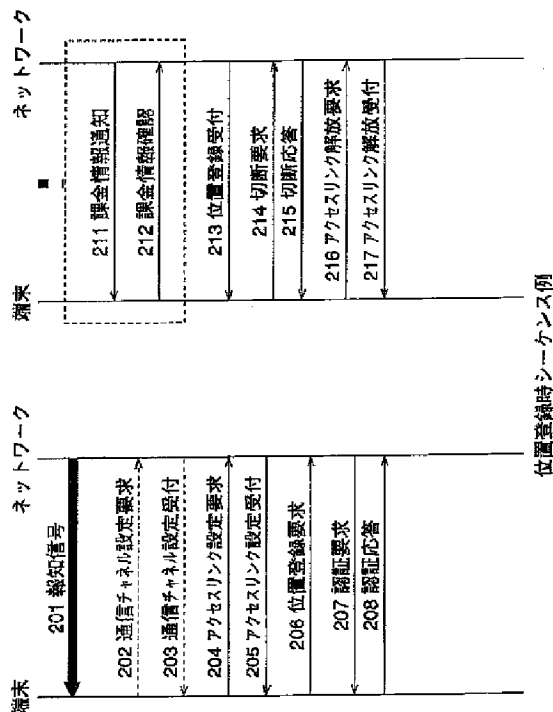 端末
ネットワーク
201 報知信号
202 通信チャネル設定要求
203 通信チャネル設定受付
204 アクセスリンク設定要求
205 アクセスリンク設定受付
206 位置登録要求
207 認証要求
208 認証応答
端末
ネットワーク
211 課金情報通知
212 課金情報確認
213 位置登録受付
214 切断要求
215 切断応答
216 アクセスリンク解放要求
217 アクセスリンク解放受付
位置登録時シーケンス例